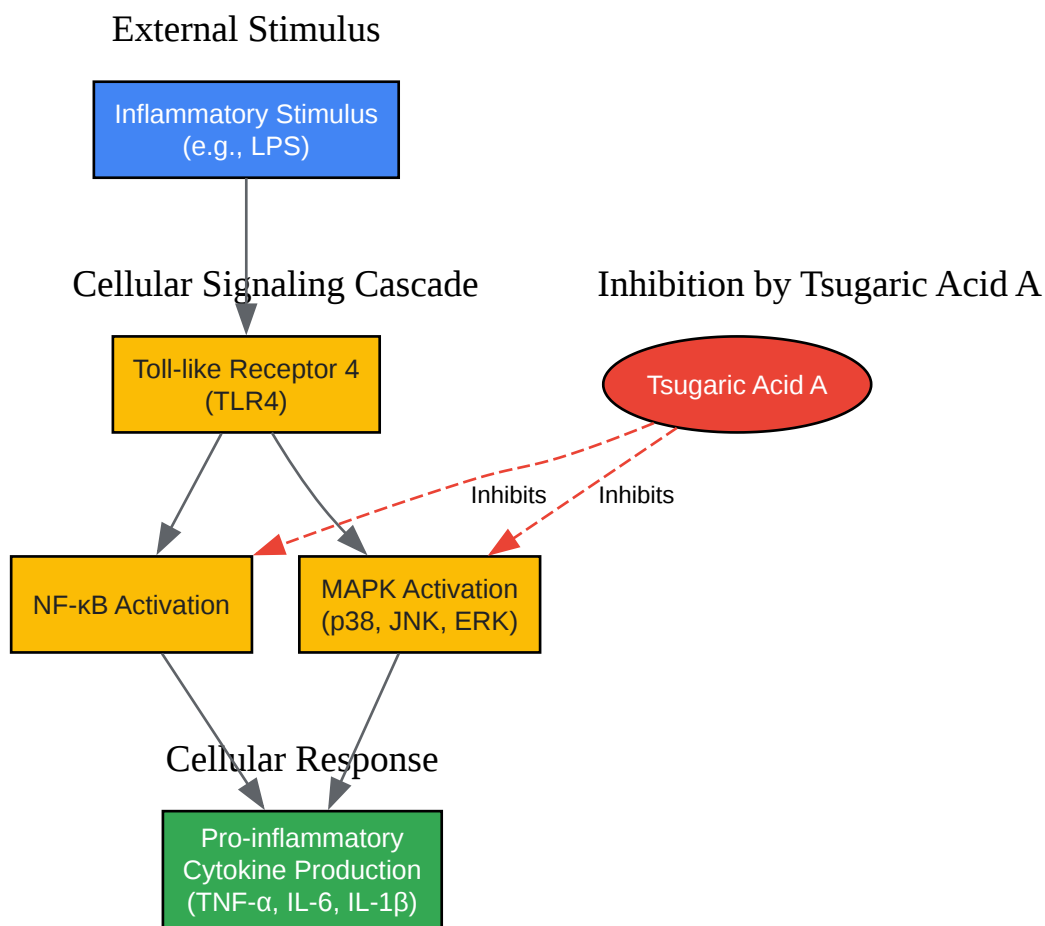 External Stimulus
Inflammatory Stimulus
(e.g., LPS)
Cellular Signaling Cascade
Inhibition by Tsugaric Acid A
Toll-like Receptor 4
(TLR4)
Tsugaric Acid A
Inhibits
Inhibits
NF-κB Activation
MAPK Activation
(p38, JNK, ERK)
Cellular Response
Pro-inflammatory
Cytokine Production
(TNF-α, IL-6, IL-1β)